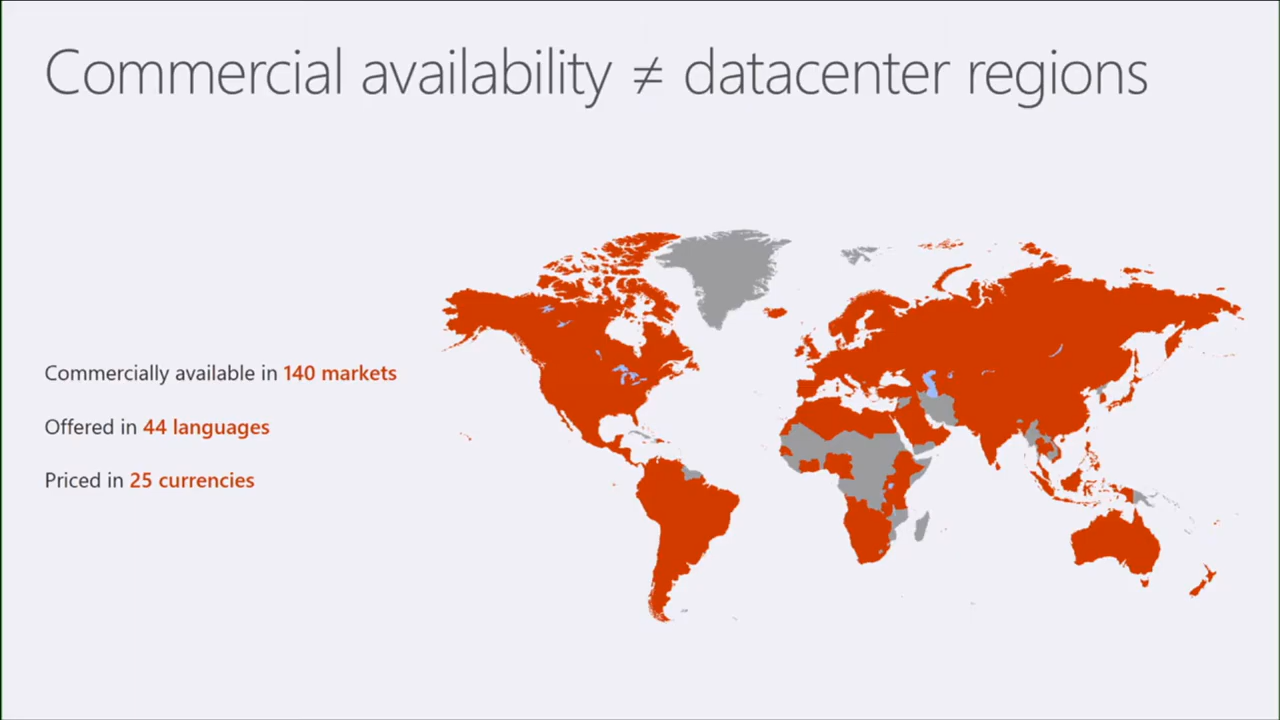 Commercial availability ≠ datacenter regions
Commercially available in 140 markets
Offered in 44 languages
Priced in 25 currencies